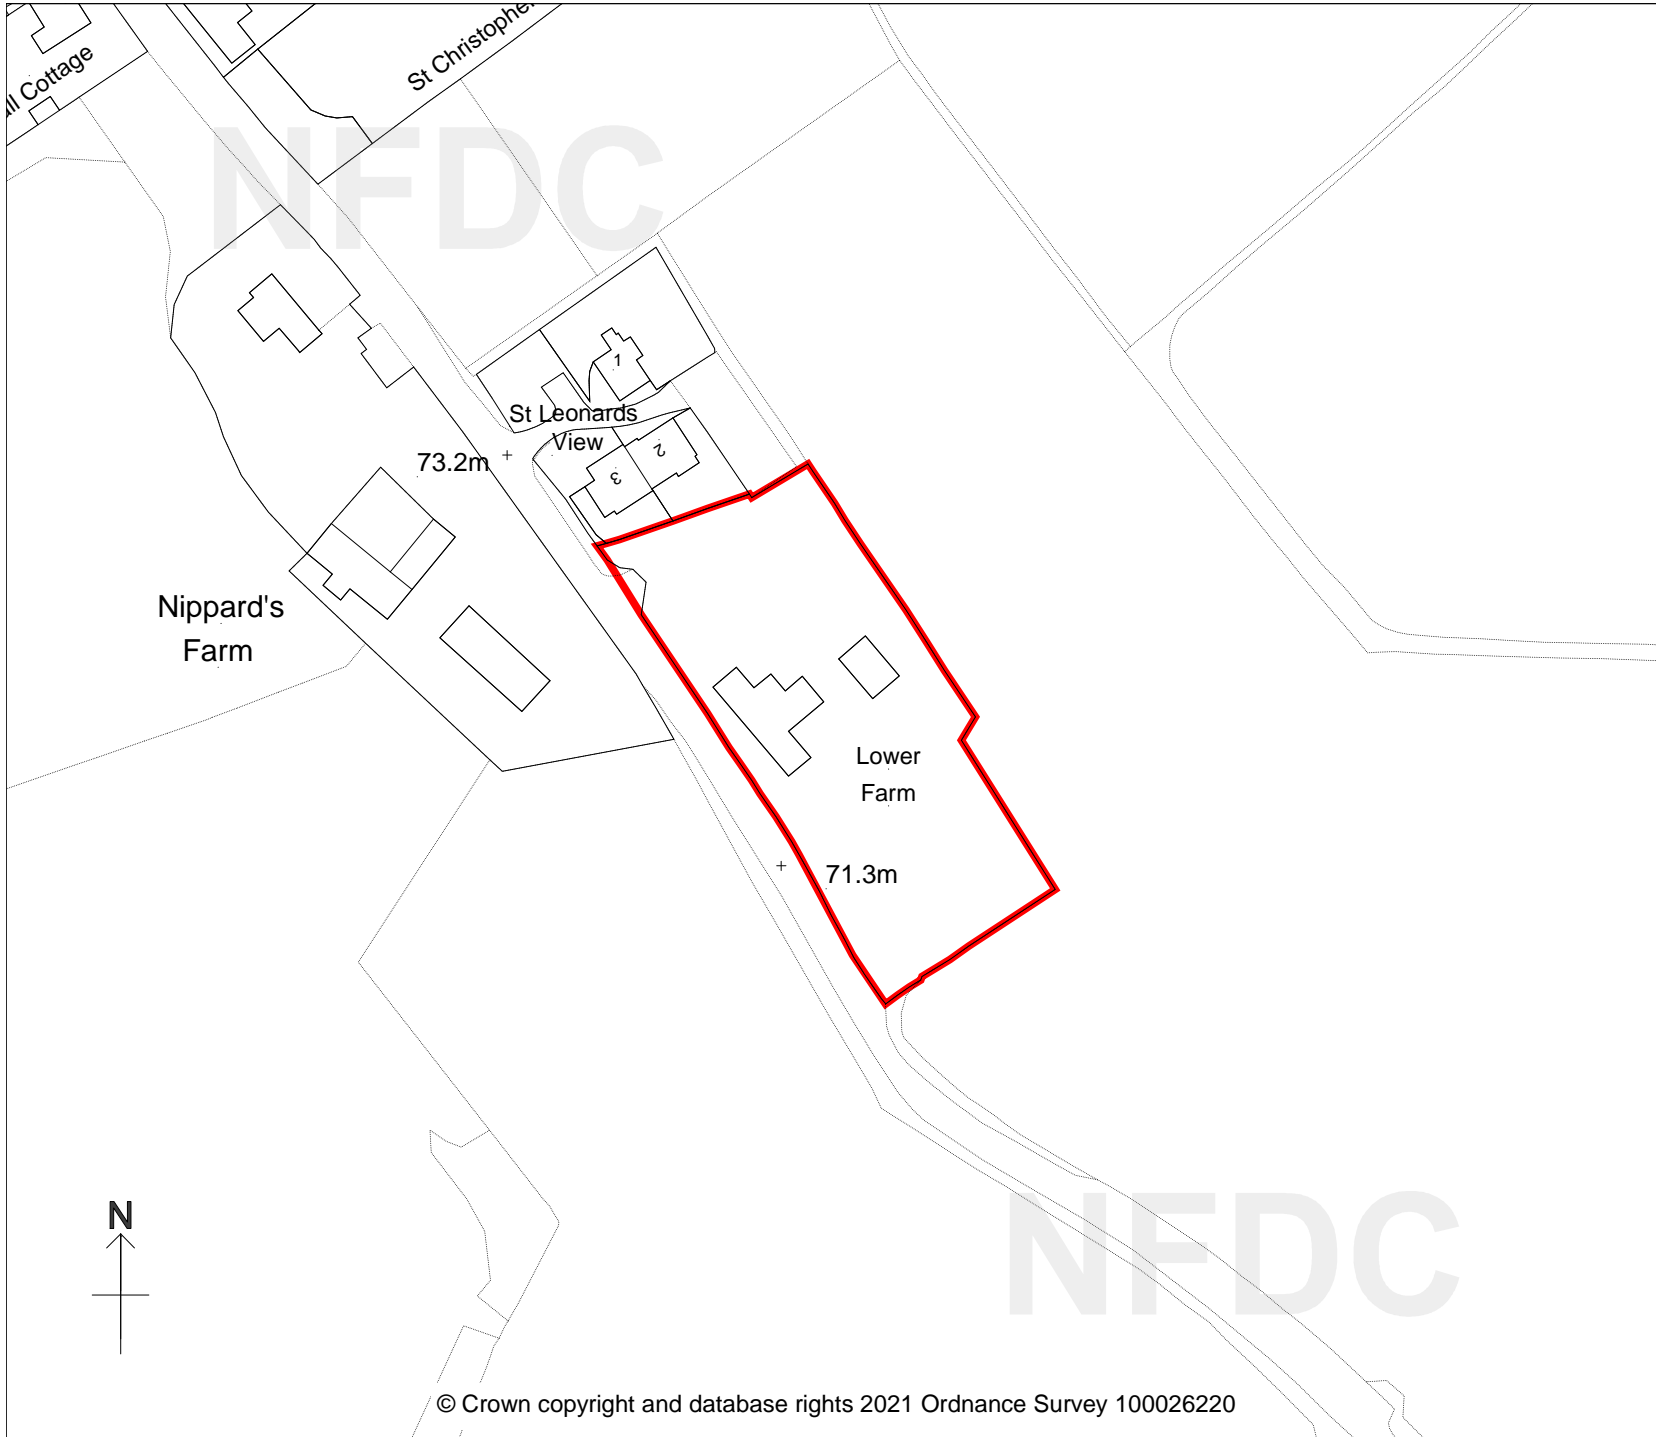 Cottage
St Christophe
NFDC
1
St Leonards
View
2
3
73.2m
Nippard's
Farm
Lower
Farm
71.3m
N
NFDC
© Crown copyright and database rights 2021 Ordnance Survey 100026220